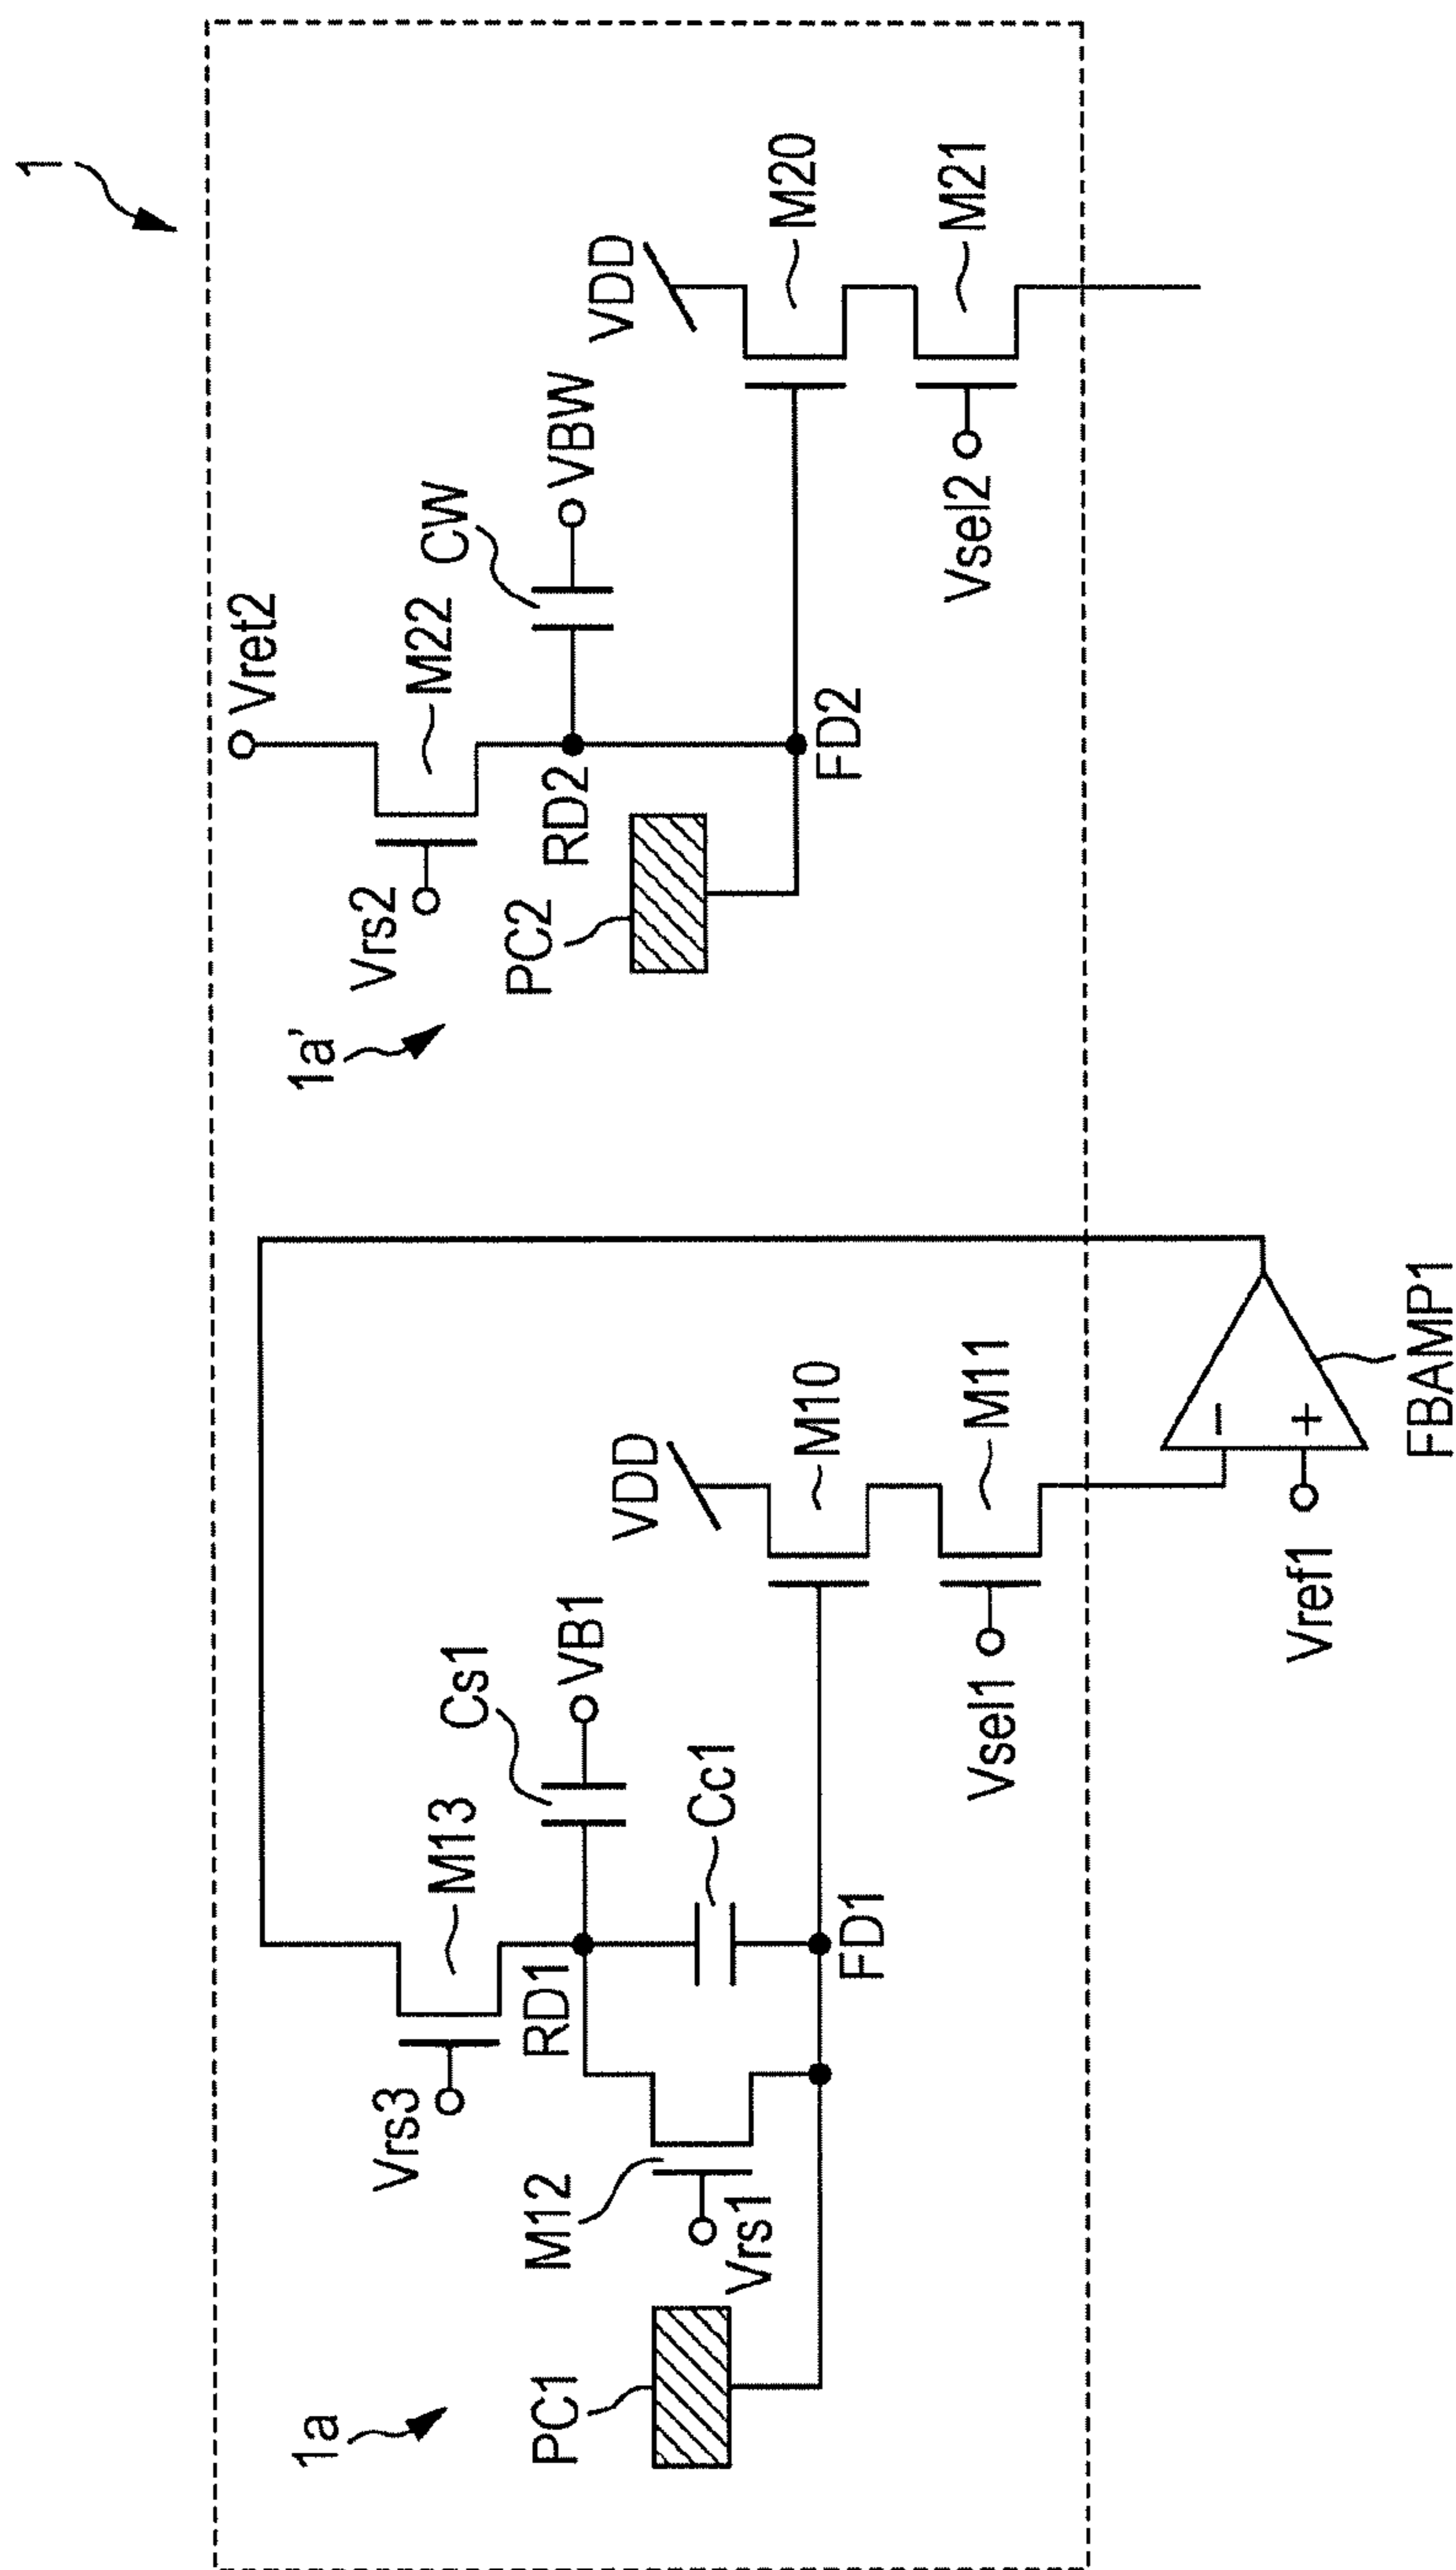 1
1a
Vrs3
M13
RD1
Cs1
VB1
M12
Vrs1
Cc1
PC1
FD1
VDD
M10
M11
Vsel1
Vref1
-
+
FBAMP1
1a'
Vret2
Vrs2
M22
CW
VBW
RD2
PC2
FD2
VDD
M20
M21
Vsel2